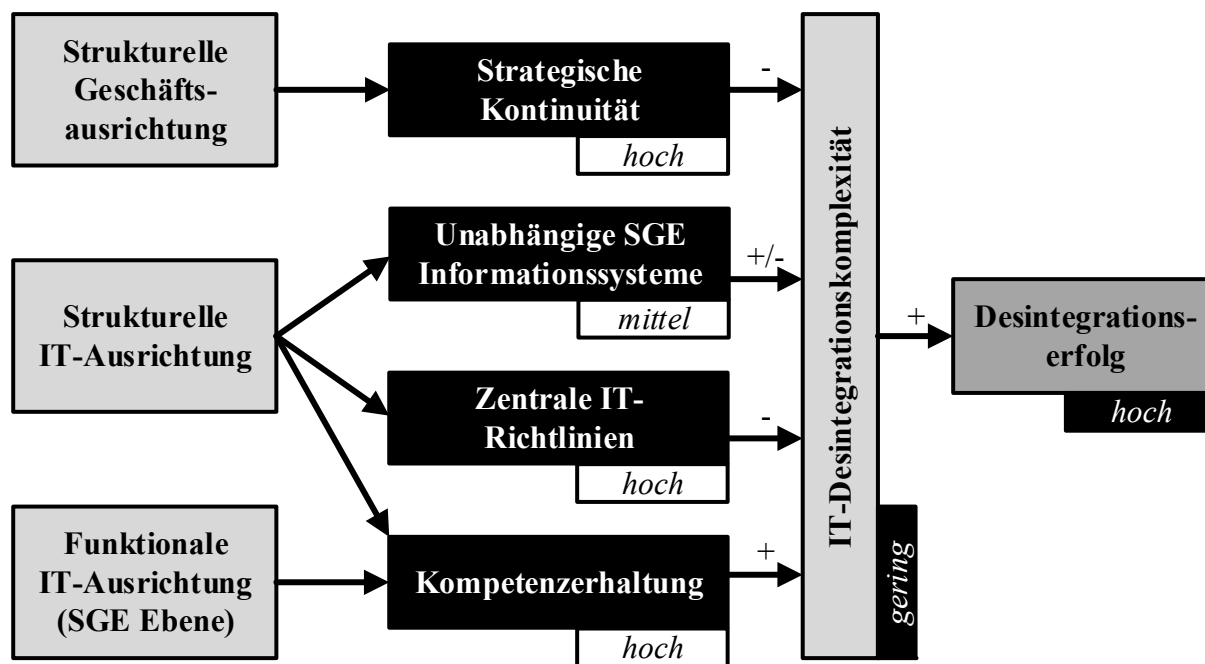 Strukturelle
Geschäfts-
ausrichtung
Strategische
Kontinuität
hoch
-
Strukturelle
IT-Ausrichtung
Unabhängige SGE
Informationssysteme
mittel
+/-
Zentrale IT-
Richtlinien
hoch
-
Funktionale
IT-Ausrichtung
(SGE Ebene)
Kompetenzerhaltung
hoch
+
IT-Desintegrationskomplexität
gering
+
Desintegrations-
erfolg
hoch